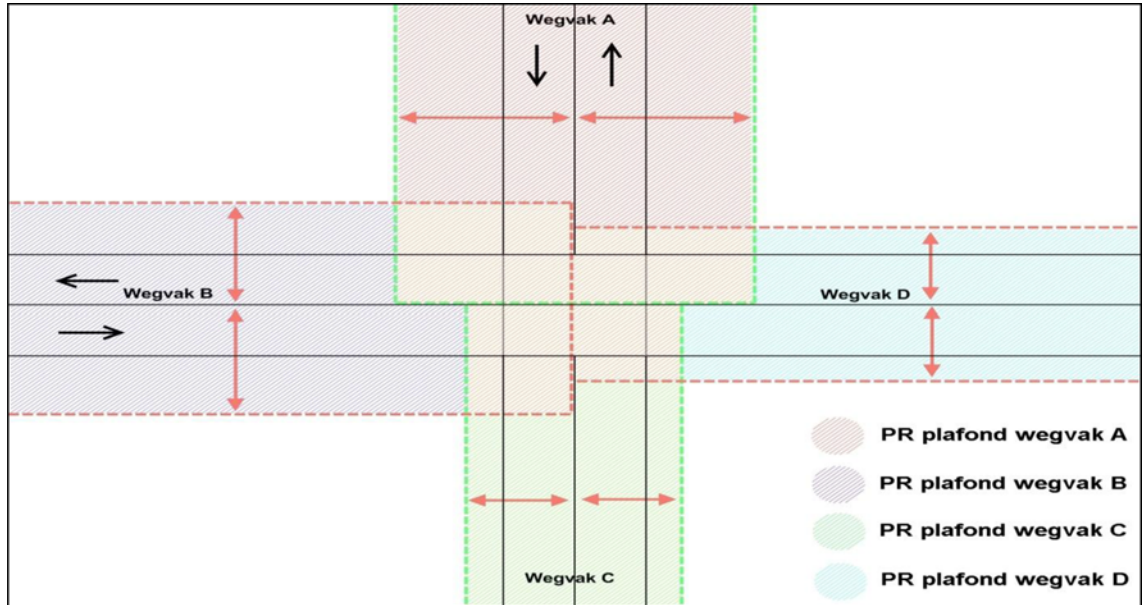 Wegvak A
Wegvak B
Wegvak D
PR plafond wegvak A
PR plafond wegvak B
PR plafond wegvak C
PR plafond wegvak D
Wegvak C